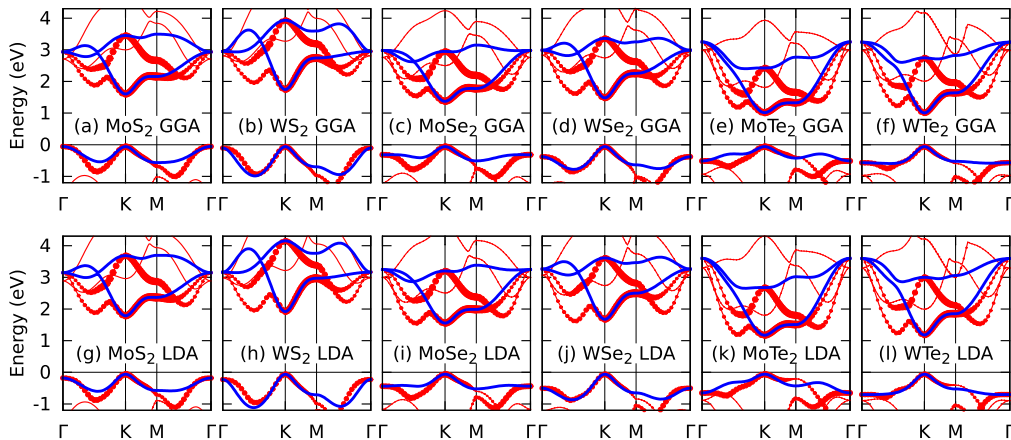 Energy (eV)
4
3
2
1
0
-1
(a) MoS2 GGA
(b) WS2 GGA
(c) MoSe2 GGA
(d) WSe2 GGA
(e) MoTe2 GGA
(f) WTe2 GGA
Γ K M ΓΓ K M ΓΓ K M ΓΓ K M ΓΓ K M ΓΓ K M Γ
Energy (eV)
4
3
2
1
0
-1
(g) MoS2 LDA
(h) WS2 LDA
(i) MoSe2 LDA
(j) WSe2 LDA
(k) MoTe2 LDA
(l) WTe2 LDA
Γ K M ΓΓ K M ΓΓ K M ΓΓ K M ΓΓ K M ΓΓ K M Γ